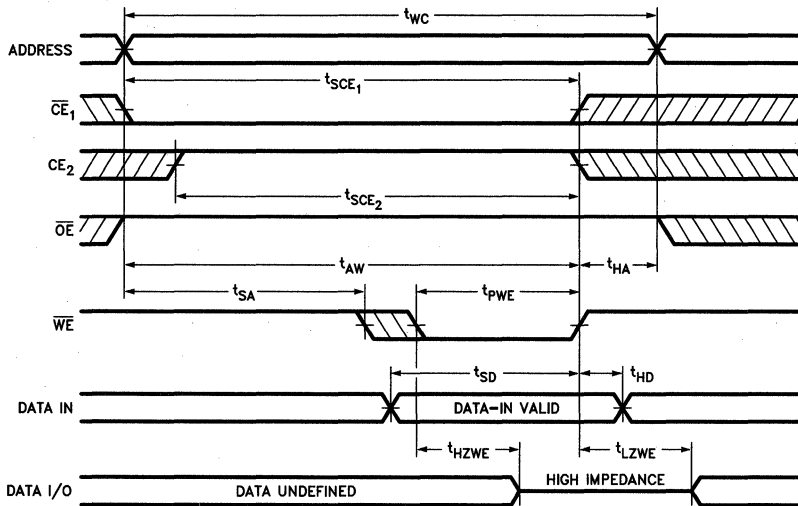 tWC
ADDRESS
tSCE1
CE1
CE2
tSCE2
OE
tAW
tHA
tSA
tPWE
WE
tSD
tHD
DATA IN
DATA-IN VALID
tHZWE
tLZWE
HIGH IMPEDANCE
DATA I/O
DATA UNDEFINED